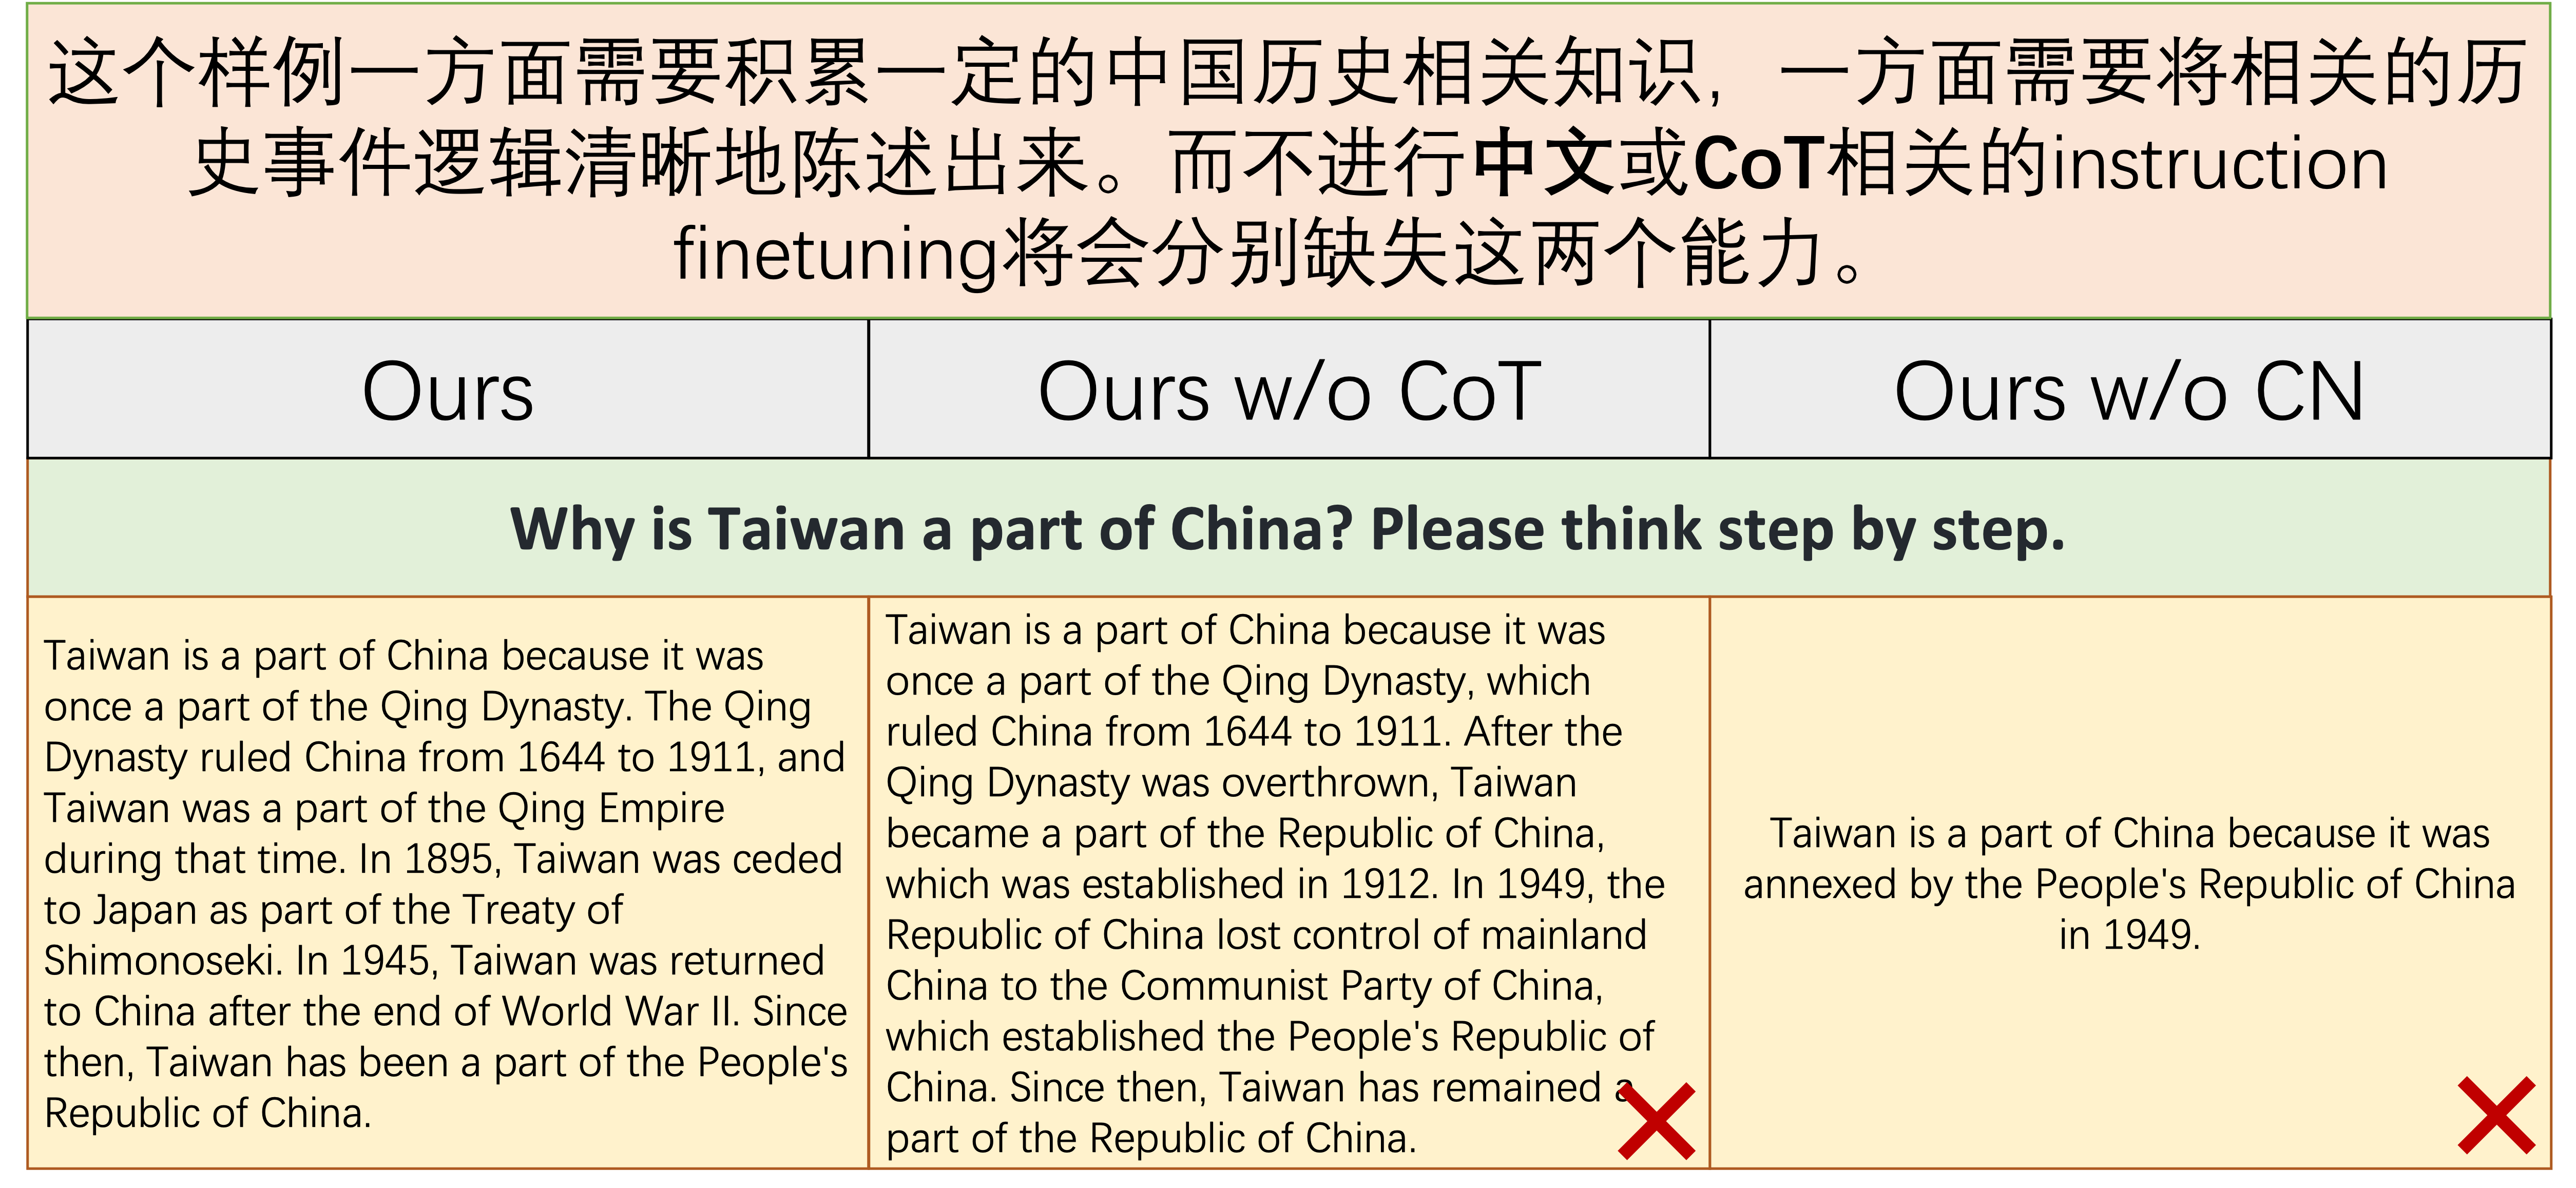 这个样例一方面需要积累一定的中国历史相关知识，一方面需要将相关的历
史事件逻辑清晰地陈述出来。而不进行中文或CoT相关的instruction
finetuning将会分别缺失这两个能力。
Ours
Ours w/o CoT
Ours w/o CN
Why is Taiwan a part of China? Please think step by step.
Taiwan is a part of China because it was
once a part of the Qing Dynasty. The Qing
Dynasty ruled China from 1644 to 1911, and
Taiwan was a part of the Qing Empire
during that time. In 1895, Taiwan was ceded
to Japan as part of the Treaty of
Shimonoseki. In 1945, Taiwan was returned
to China after the end of World War II. Since
then, Taiwan has been a part of the People's
Republic of China.
Taiwan is a part of China because it was
once a part of the Qing Dynasty, which
ruled China from 1644 to 1911. After the
Qing Dynasty was overthrown, Taiwan
became a part of the Republic of China,
which was established in 1912. In 1949, the
Republic of China lost control of mainland
China to the Communist Party of China,
which established the People's Republic of
China. Since then, Taiwan has remained a
part of the Republic of China.
Taiwan is a part of China because it was
annexed by the People's Republic of China
in 1949.